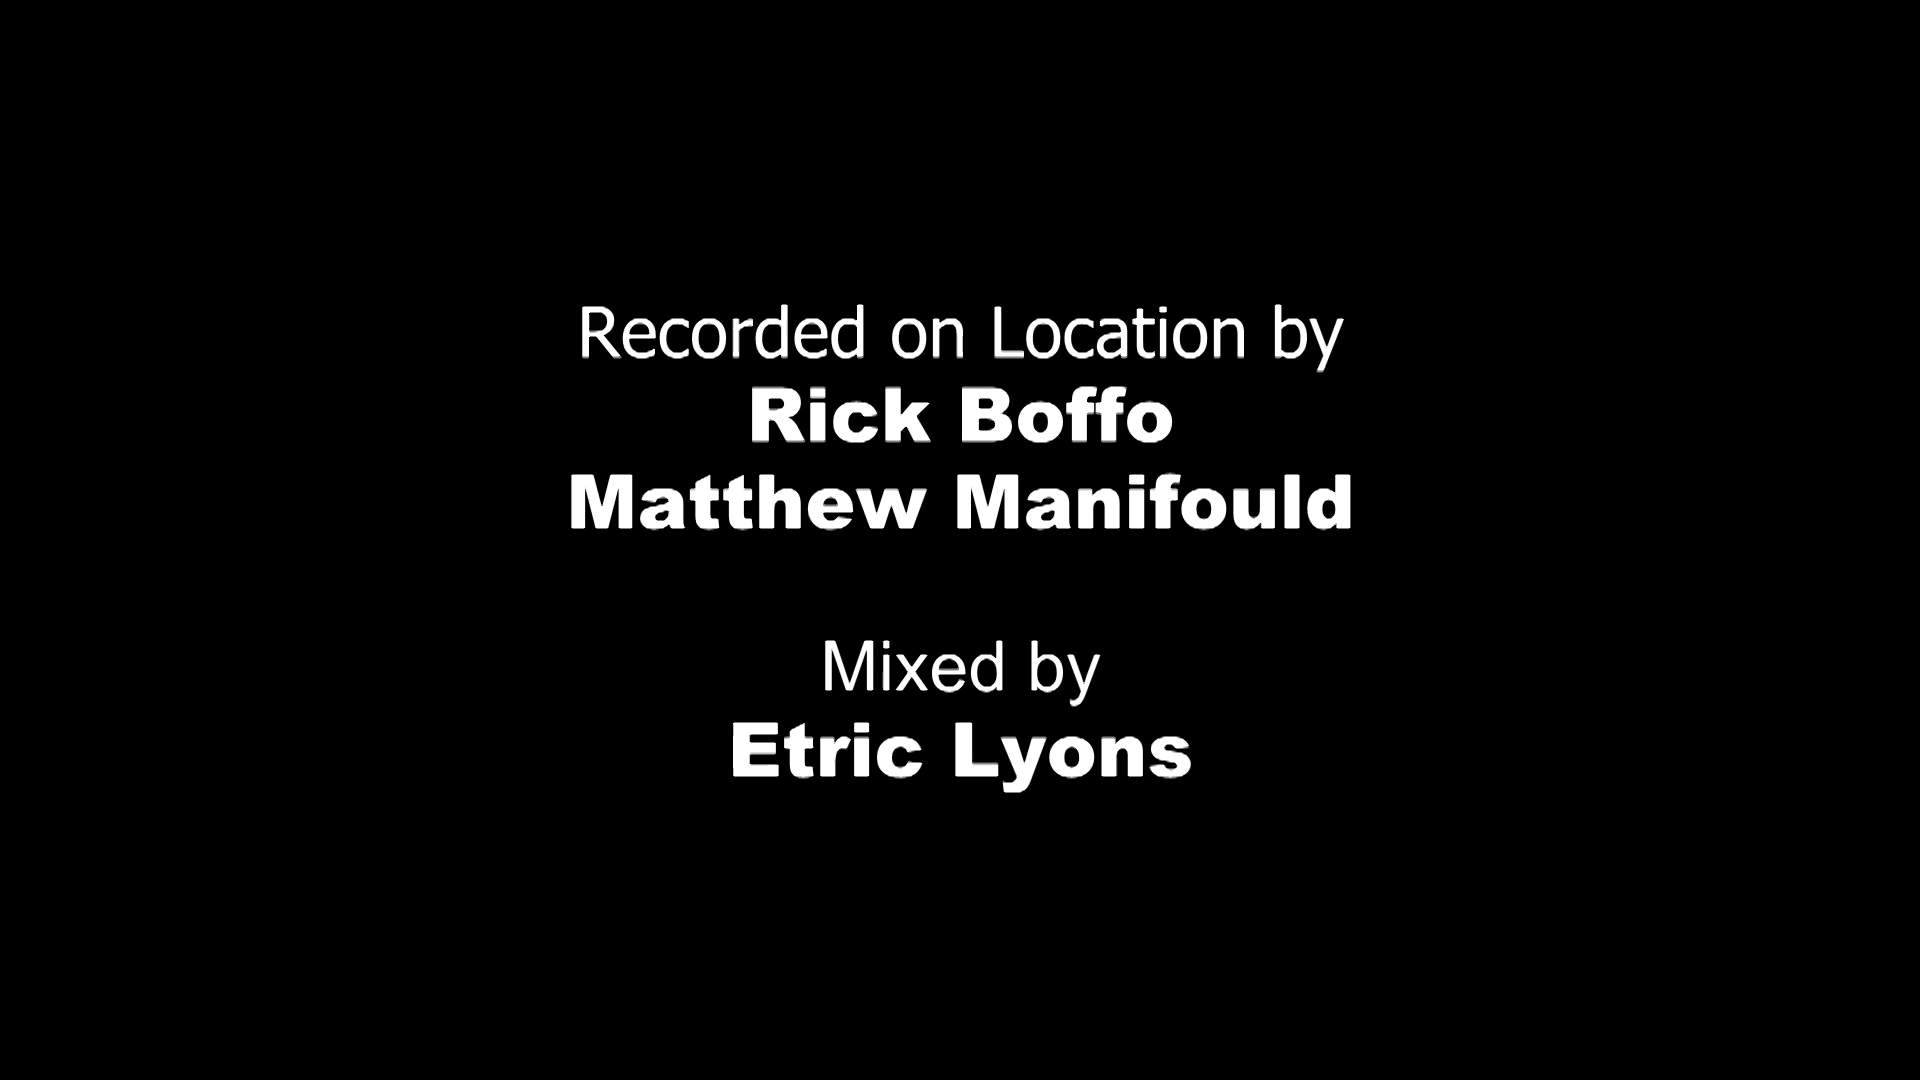 Recorded on Location by
Rick Boffo
Matthew Manifould
Mixed by
Etric Lyons